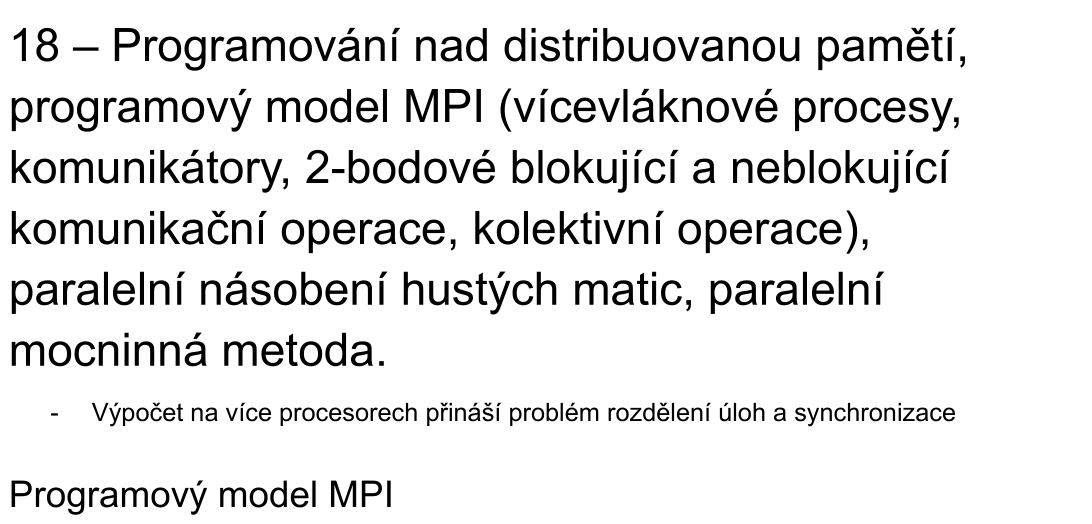 18 – Programování nad distribuovanou pamětí,
programový model MPI (vícevláknové procesy,
komunikátory, 2-bodové blokující a neblokující
komunikační operace, kolektivní operace),
paralelní násobení hustých matic, paralelní
mocninná metoda.
- Výpočet na více procesorech přináší problém rozdělení úloh a synchronizace
Programový model MPI